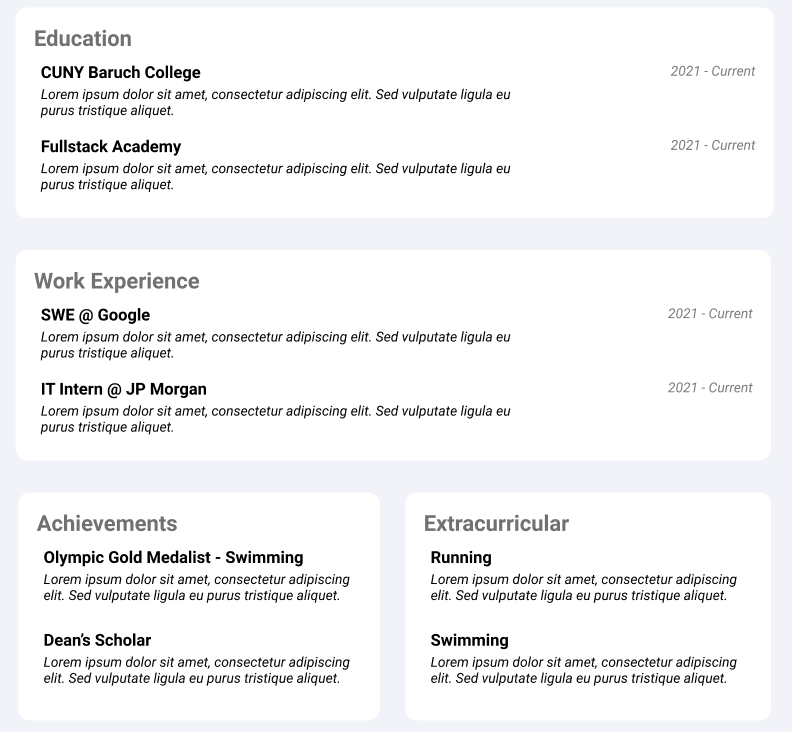 Education
CUNY Baruch College
2021 - Current
Lorem ipsum dolor sit amet, consectetur adipiscing elit. Sed vulputate ligula eu
purus tristique aliquet.
Fullstack Academy
2021 - Current
Lorem ipsum dolor sit amet, consectetur adipiscing elit. Sed vulputate ligula eu
purus tristique aliquet.
Work Experience
SWE @ Google
2021 - Current
Lorem ipsum dolor sit amet, consectetur adipiscing elit. Sed vulputate ligula eu
purus tristique aliquet.
IT Intern @ JP Morgan
2021 - Current
Lorem ipsum dolor sit amet, consectetur adipiscing elit. Sed vulputate ligula eu
purus tristique aliquet.
Achievements
Olympic Gold Medalist - Swimming
Lorem ipsum dolor sit amet, consectetur adipiscing
elit. Sed vulputate ligula eu purus tristique aliquet.
Dean’s Scholar
Lorem ipsum dolor sit amet, consectetur adipiscing
elit. Sed vulputate ligula eu purus tristique aliquet.
Extracurricular
Running
Lorem ipsum dolor sit amet, consectetur adipiscing
elit. Sed vulputate ligula eu purus tristique aliquet.
Swimming
Lorem ipsum dolor sit amet, consectetur adipiscing
elit. Sed vulputate ligula eu purus tristique aliquet.